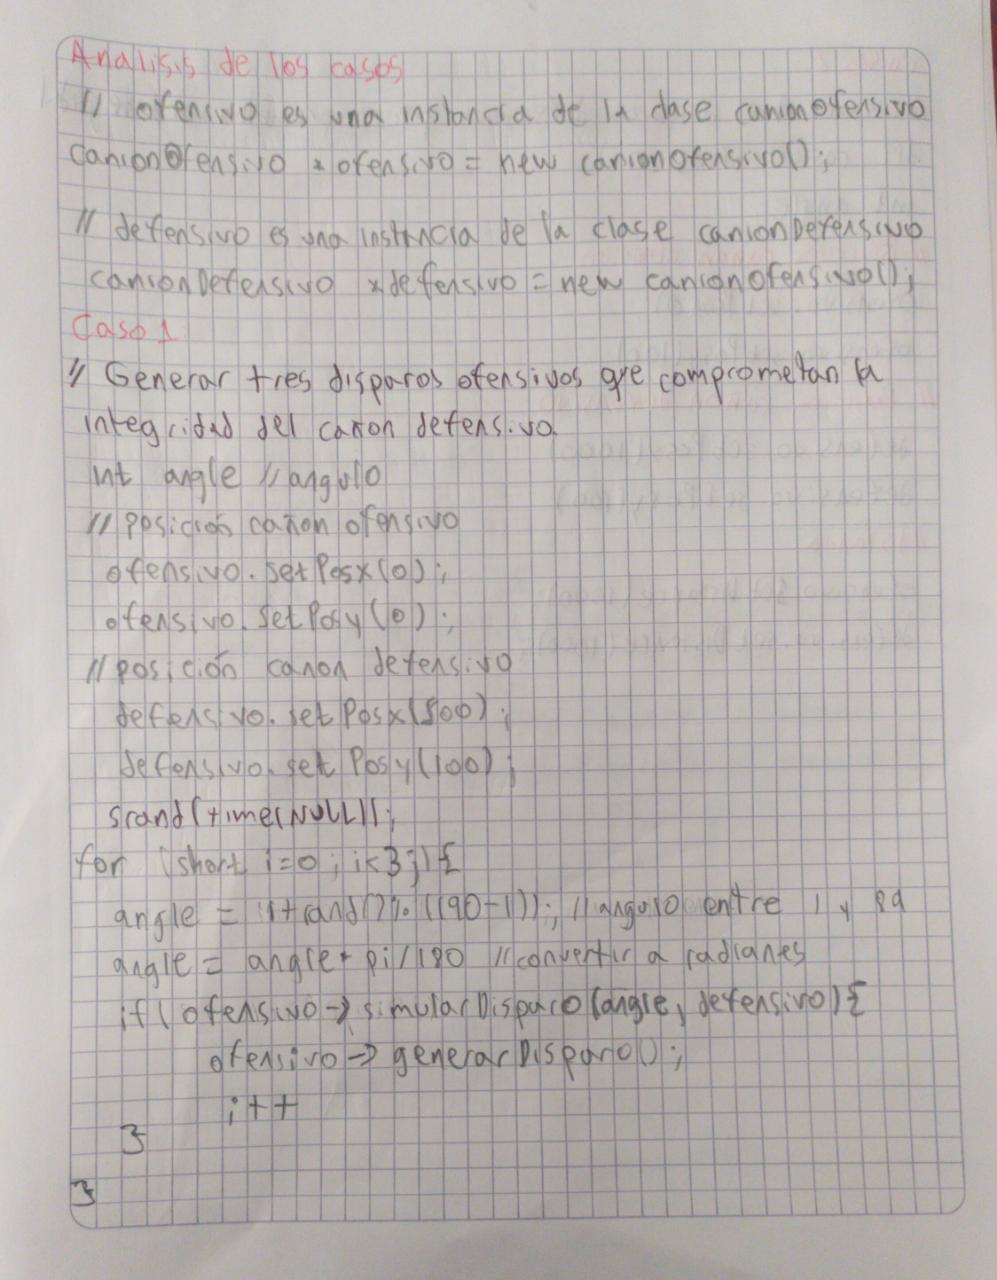 Analisis de los casos
// ofensivo es una instancia de la clase canionOfensivo
canionOfensivo * ofensivo = new canionOfensivo();
// defensivo es una instancia de la clase canionDefensivo
canionDefensivo *defensivo = new canionOfensivo();
Caso 1
// Generar tres disparos ofensivos que comprometan la
integridad del cañon defensivo.
int angle //angulo
//posición cañon ofensivo
ofensivo.setPosx(0);
ofensivo.setPosy(0);
//posición canon defensivo
defensivo.setPosx(500);
defensivo.setPosy(100);
srand(time(NULL));
for (short i=0; i<3;){
angle = 1+rand()%((90-1)); //angulo entre 1 y 89
angle = angle * pi/180 //convertir a radianes
if( ofensivo->simularDisparo(angle, defensivo){
ofensivo->generarDisparo();
i++
}
}